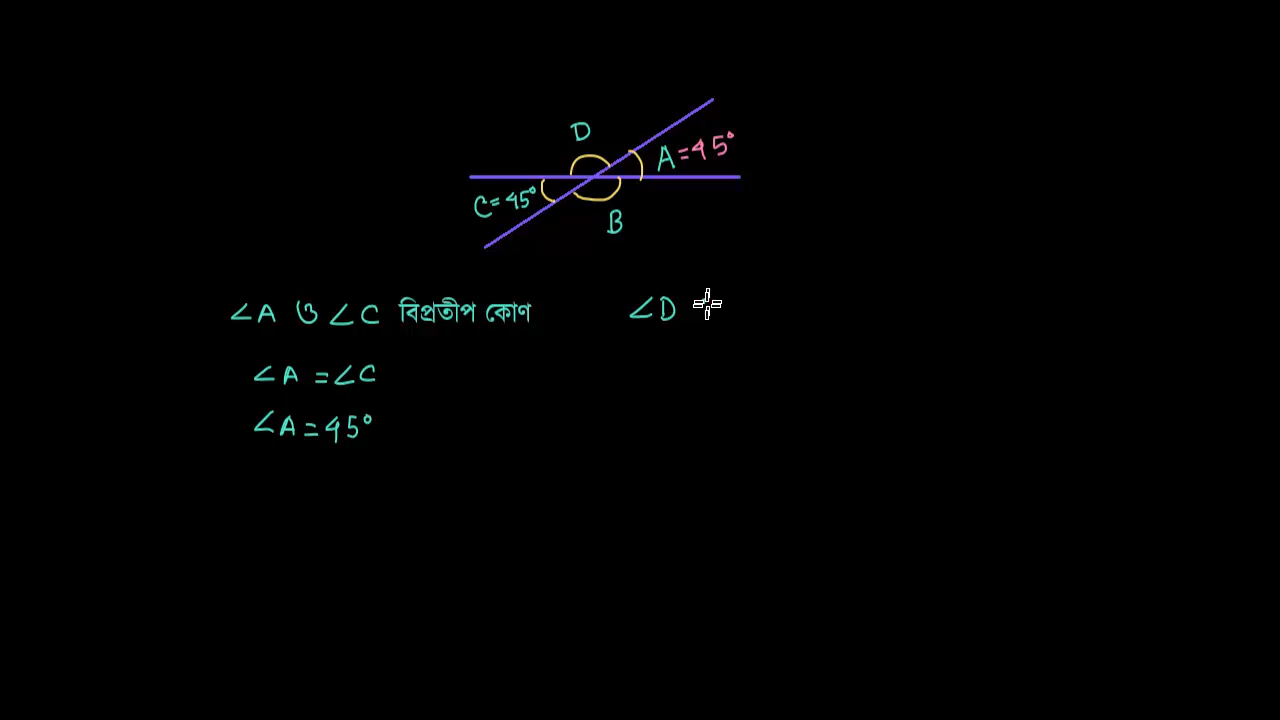 D
A = 45°
C = 45°
B
∠A ও ∠C বিপ্রতীপ কোণ
∠D
∠A = ∠C
∠A = 45°